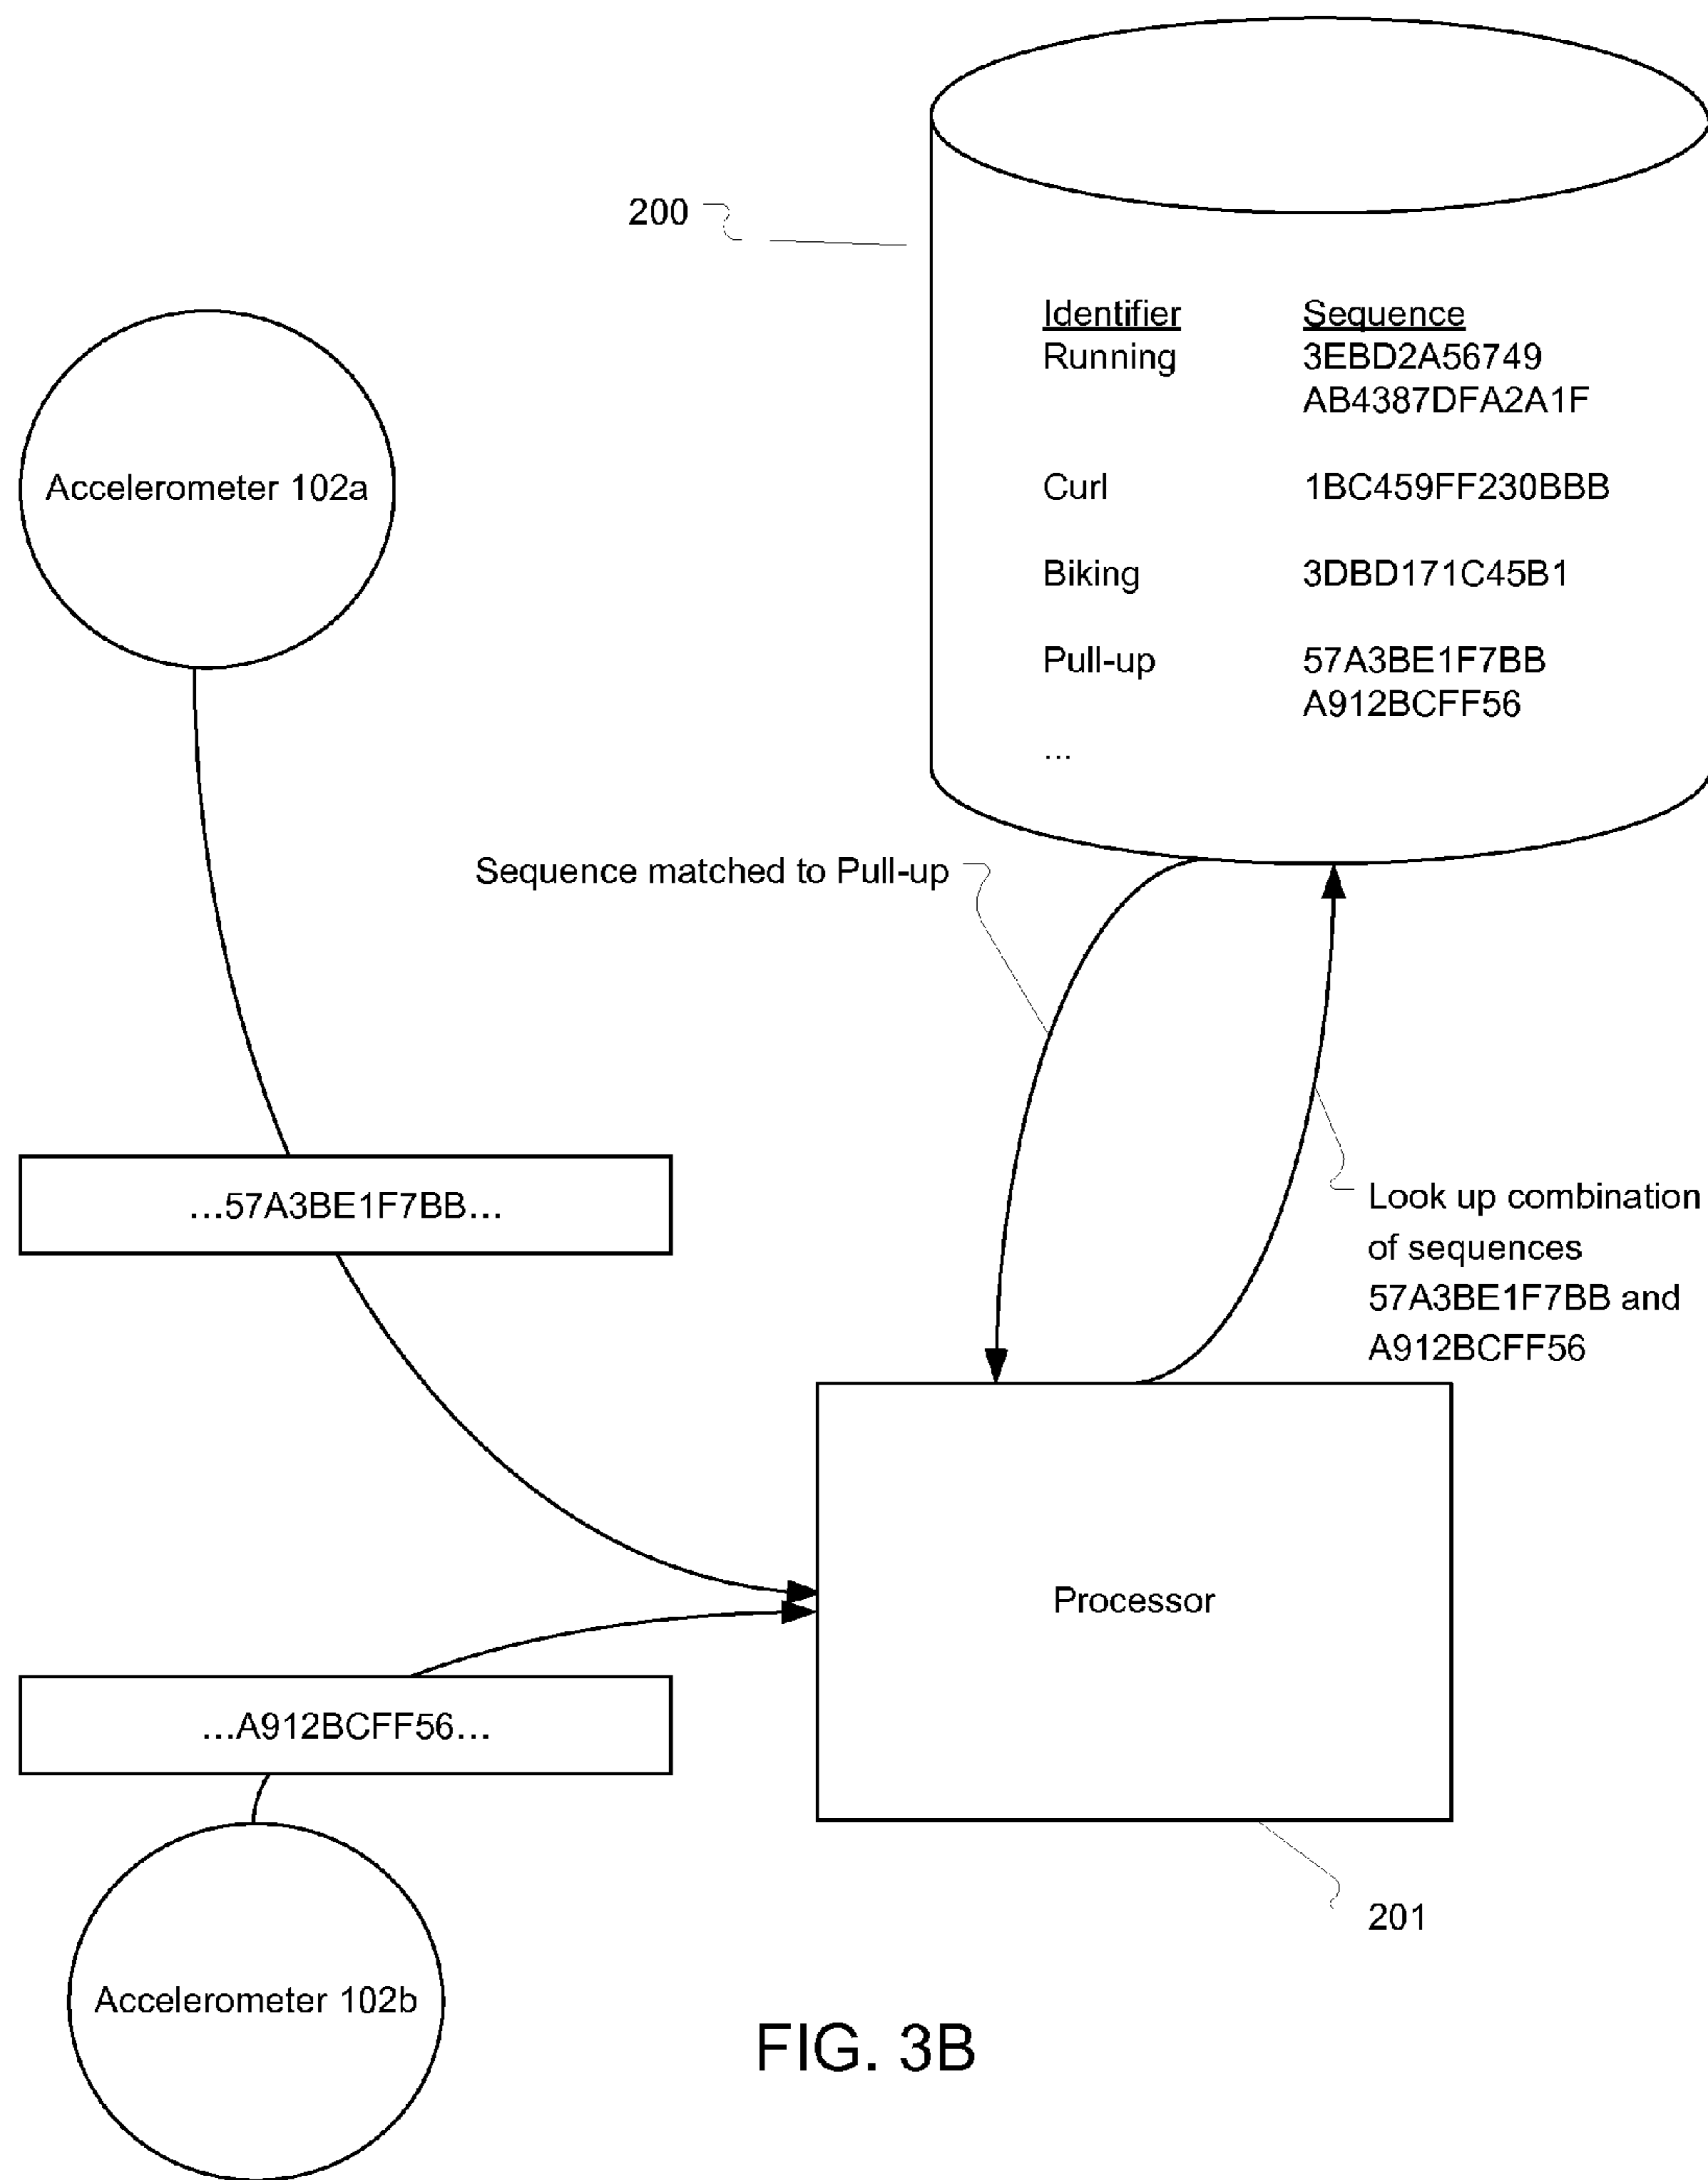 200
Identifier Sequence
Running 3EBD2A56749
AB4387DFA2A1F
Curl 1BC459FF230BBB
Biking 3DBD171C45B1
Pull-up 57A3BE1F7BB
A912BCFF56
...
Accelerometer 102a
Sequence matched to Pull-up
...57A3BE1F7BB...
Look up combination
of sequences
57A3BE1F7BB and
A912BCFF56
Processor
...A912BCFF56...
201
Accelerometer 102b
FIG. 3B